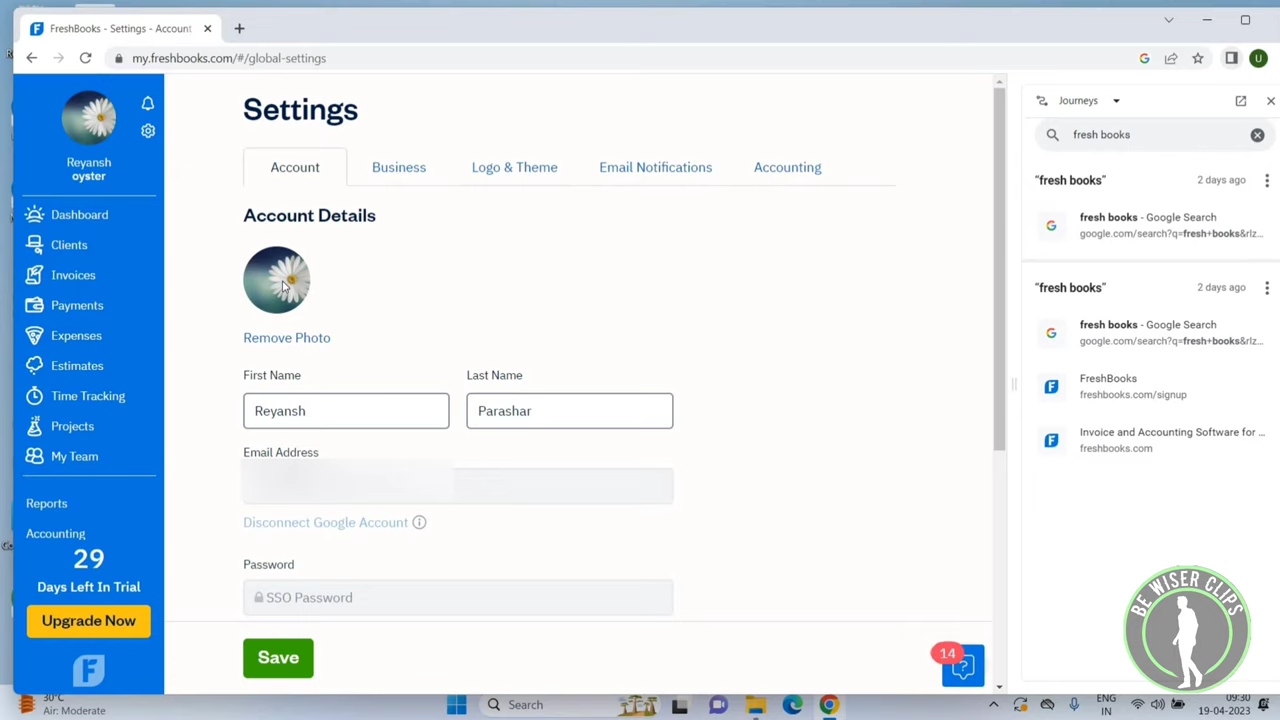 FreshBooks - Settings - Account
my.freshbooks.com/#/global-settings
U
Reyansh
oyster
Dashboard
Clients
Invoices
Payments
Expenses
Estimates
Time Tracking
Projects
My Team
Reports
Accounting
29
Days Left In Trial
Upgrade Now
Settings
Account
Business
Logo & Theme
Email Notifications
Accounting
Account Details
Remove Photo
First Name
Last Name
Reyansh
Parashar
Email Address
Disconnect Google Account
Password
SSO Password
Save
14
Journeys
fresh books
"fresh books"
2 days ago
fresh books - Google Search
google.com/search?q=fresh+books&rlz...
"fresh books"
2 days ago
fresh books - Google Search
google.com/search?q=fresh+books&rlz...
FreshBooks
freshbooks.com/signup
Invoice and Accounting Software for ...
freshbooks.com
BE WISER CLIPS
30°C
Air: Moderate
Search
ENG
IN
09:30
19-04-2023